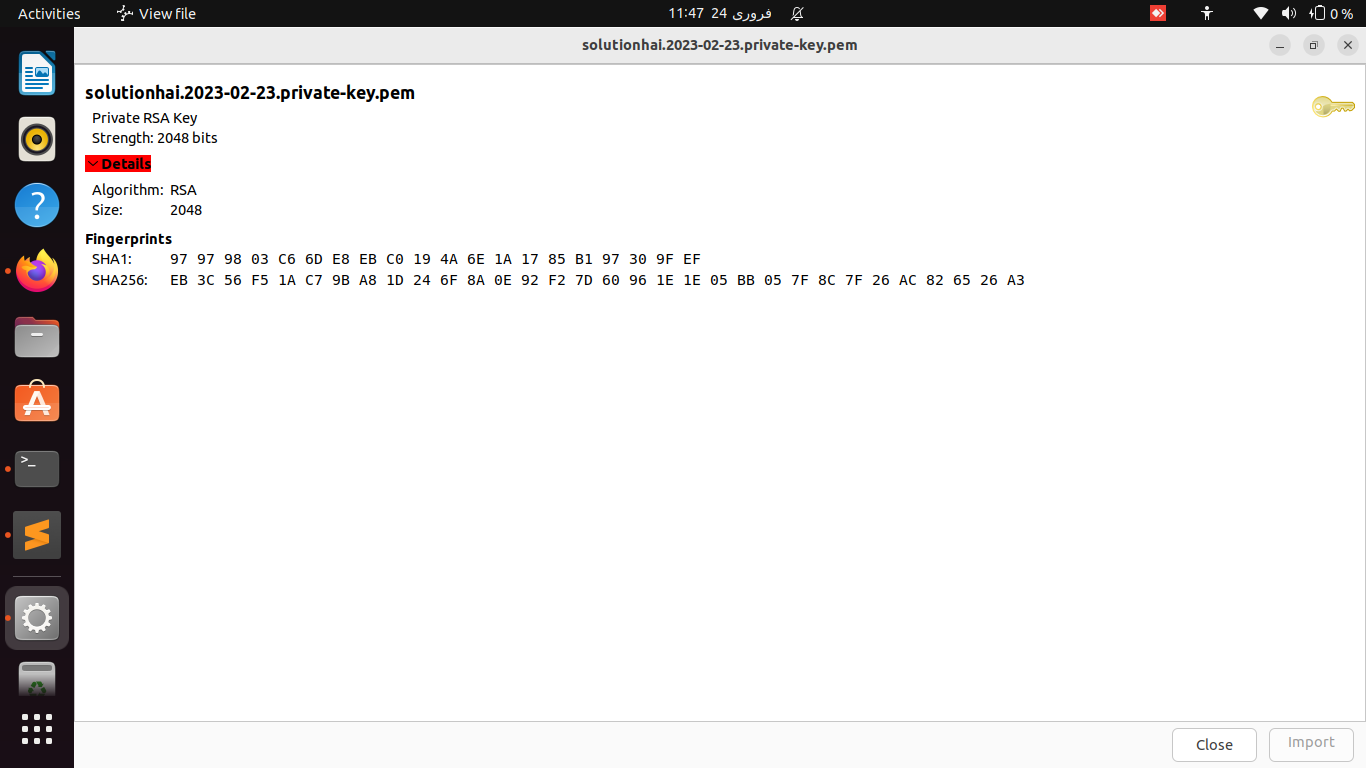 Activities View file 11:47 24 فروری 0 %
solutionhai.2023-02-23.private-key.pem
solutionhai.2023-02-23.private-key.pem
Private RSA Key
Strength: 2048 bits
Details
Algorithm: RSA
Size: 2048
Fingerprints
SHA1: 97 97 98 03 C6 6D E8 EB C0 19 4A 6E 1A 17 85 B1 97 30 9F EF
SHA256: EB 3C 56 F5 1A C7 9B A8 1D 24 6F 8A 0E 92 F2 7D 60 96 1E 1E 05 BB 05 7F 8C 7F 26 AC 82 65 26 A3
Close Import